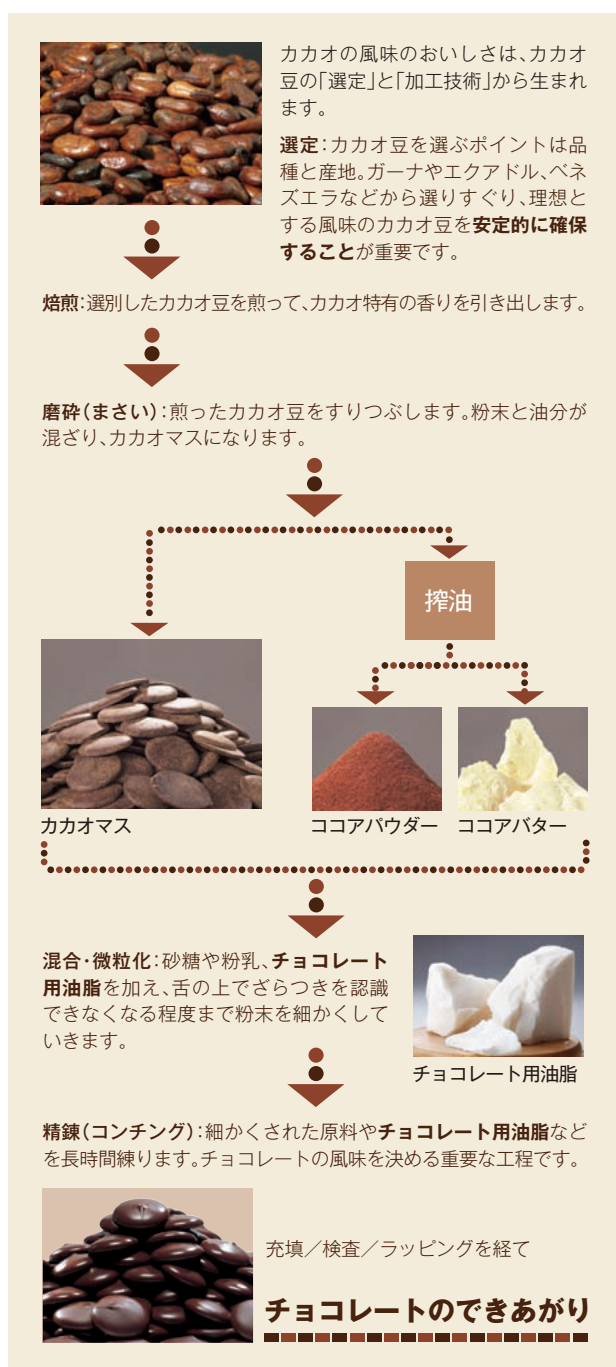 カカオの風味のおいしさは、カカオ
豆の「選定」と「加工技術」から生まれ
ます。
選定：カカオ豆を選ぶポイントは品
種と産地。ガーナやエクアドル、ベネ
ズエラなどから選りすぐり、理想と
する風味のカカオ豆を安定的に確保
することが重要です。
焙煎：選別したカカオ豆を煎って、カカオ特有の香りを引き出します。
磨砕（まさい）：煎ったカカオ豆をすりつぶします。粉末と油分が
混ざり、カカオマスになります。
搾油
カカオマス
ココアパウダー
ココアバター
混合・微粒化：砂糖や粉乳、チョコレート
用油脂を加え、舌の上でざらつきを認識
できなくなる程度まで粉末を細かくして
いきます。
チョコレート用油脂
精錬（コンチング）：細かくされた原料やチョコレート用油脂など
を長時間練ります。チョコレートの風味を決める重要な工程です。
充填／検査／ラッピングを経て
チョコレートのできあがり